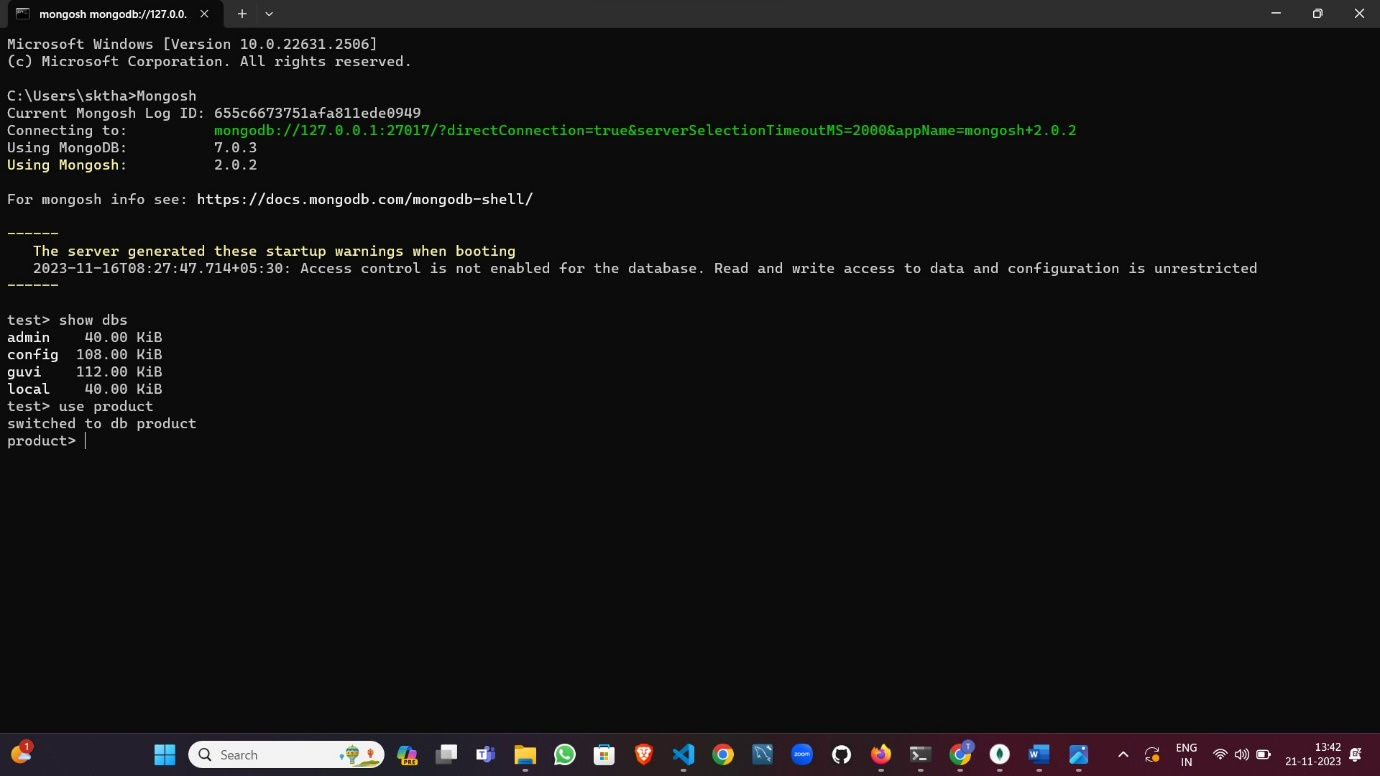 mongosh mongodb://127.0.0.
Microsoft Windows [Version 10.0.22631.2506]
(c) Microsoft Corporation. All rights reserved.
C:\Users\sktha>Mongosh
Current Mongosh Log ID: 655c6673751afa811ede0949
Connecting to: mongodb://127.0.0.1:27017/?directConnection=true&serverSelectionTimeoutMS=2000&appName=mongosh+2.0.2
Using MongoDB: 7.0.3
Using Mongosh: 2.0.2
For mongosh info see: https://docs.mongodb.com/mongodb-shell/
------
The server generated these startup warnings when booting
2023-11-16T08:27:47.714+05:30: Access control is not enabled for the database. Read and write access to data and configuration is unrestricted
------
test> show dbs
admin 40.00 KiB
config 108.00 KiB
guvi 112.00 KiB
local 40.00 KiB
test> use product
switched to db product
product>
1
Search
PRE
zoom
T
W
ENG
IN
13:42
21-11-2023